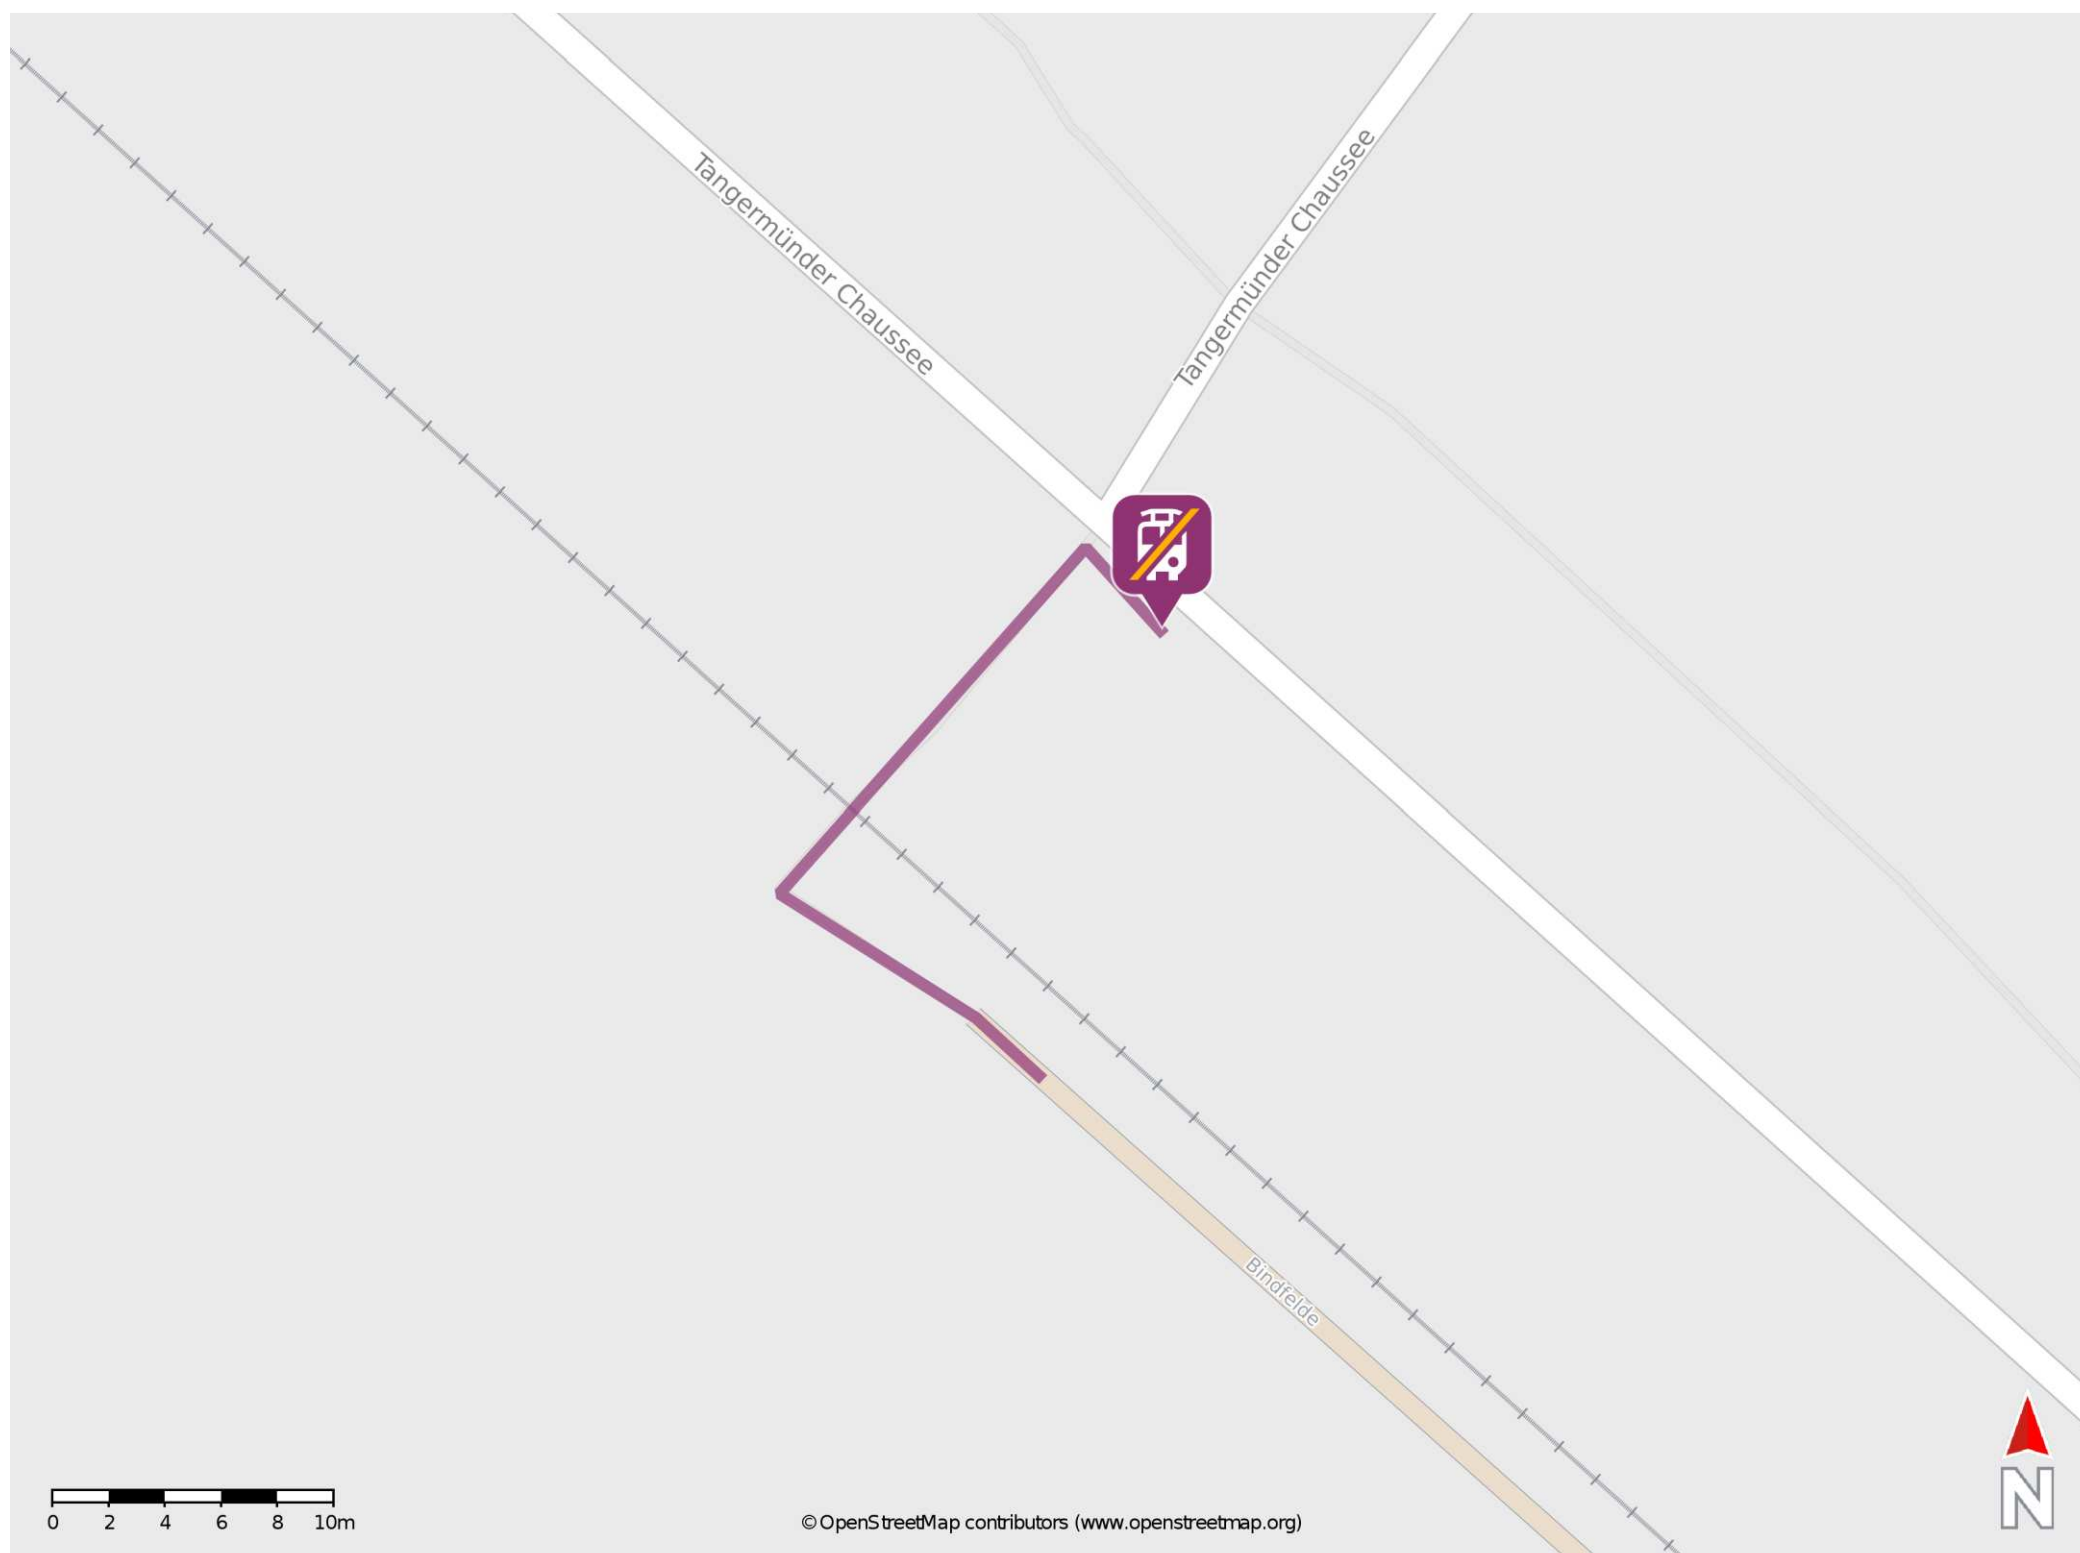 Tangermünder Chaussee
Tangermünder Chaussee
Bindfelde
0 2 4 6 8 10m
©OpenStreetMap contributors (www.openstreetmap.org)
N